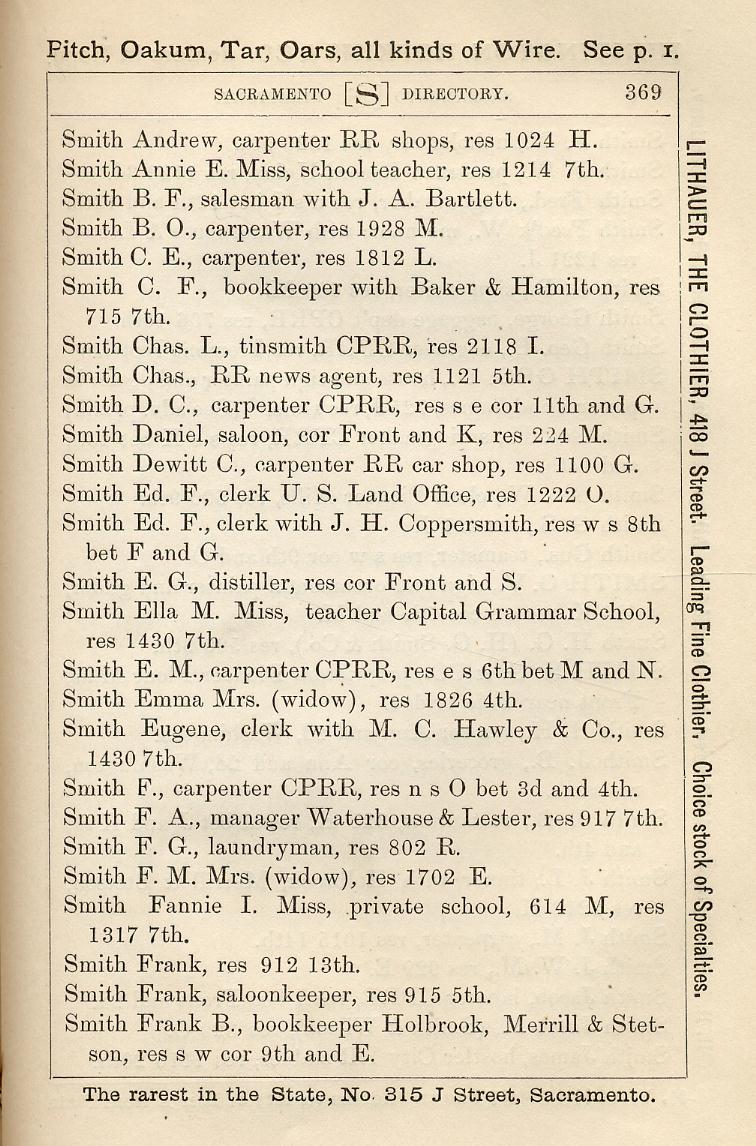 Pitch, Oakum, Tar, Oars, all kinds of Wire. See p. 1.
SACRAMENTO [S] DIRECTORY. 369
Smith Andrew, carpenter RR shops, res 1024 H.
Smith Annie E. Miss, school teacher, res 1214 7th.
Smith B. F., salesman with J. A. Bartlett.
Smith B. O., carpenter, res 1928 M.
Smith C. E., carpenter, res 1812 L.
Smith C. F., bookkeeper with Baker & Hamilton, res
715 7th.
Smith Chas. L., tinsmith CPRR, res 2118 I.
Smith Chas., RR news agent, res 1121 5th.
Smith D. C., carpenter CPRR, res s e cor 11th and G.
Smith Daniel, saloon, cor Front and K, res 224 M.
Smith Dewitt C., carpenter RR car shop, res 1100 G.
Smith Ed. F., clerk U. S. Land Office, res 1222 O.
Smith Ed. F., clerk with J. H. Coppersmith, res w s 8th
bet F and G.
Smith E. G., distiller, res cor Front and S.
Smith Ella M. Miss, teacher Capital Grammar School,
res 1430 7th.
Smith E. M., carpenter CPRR, res e s 6th bet M and N.
Smith Emma Mrs. (widow), res 1826 4th.
Smith Eugene, clerk with M. C. Hawley & Co., res
1430 7th.
Smith F., carpenter CPRR, res n s O bet 3d and 4th.
Smith F. A., manager Waterhouse & Lester, res 917 7th.
Smith F. G., laundryman, res 802 R.
Smith F. M. Mrs. (widow), res 1702 E.
Smith Fannie I. Miss, private school, 614 M, res
1317 7th.
Smith Frank, res 912 13th.
Smith Frank, saloonkeeper, res 915 5th.
Smith Frank B., bookkeeper Holbrook, Merrill & Stet-
son, res s w cor 9th and E.
The rarest in the State, No. 315 J Street, Sacramento.
LITHAUER, THE CLOTHIER, 418 J Street. Leading Fine Clothier. Choice stock of Specialties.